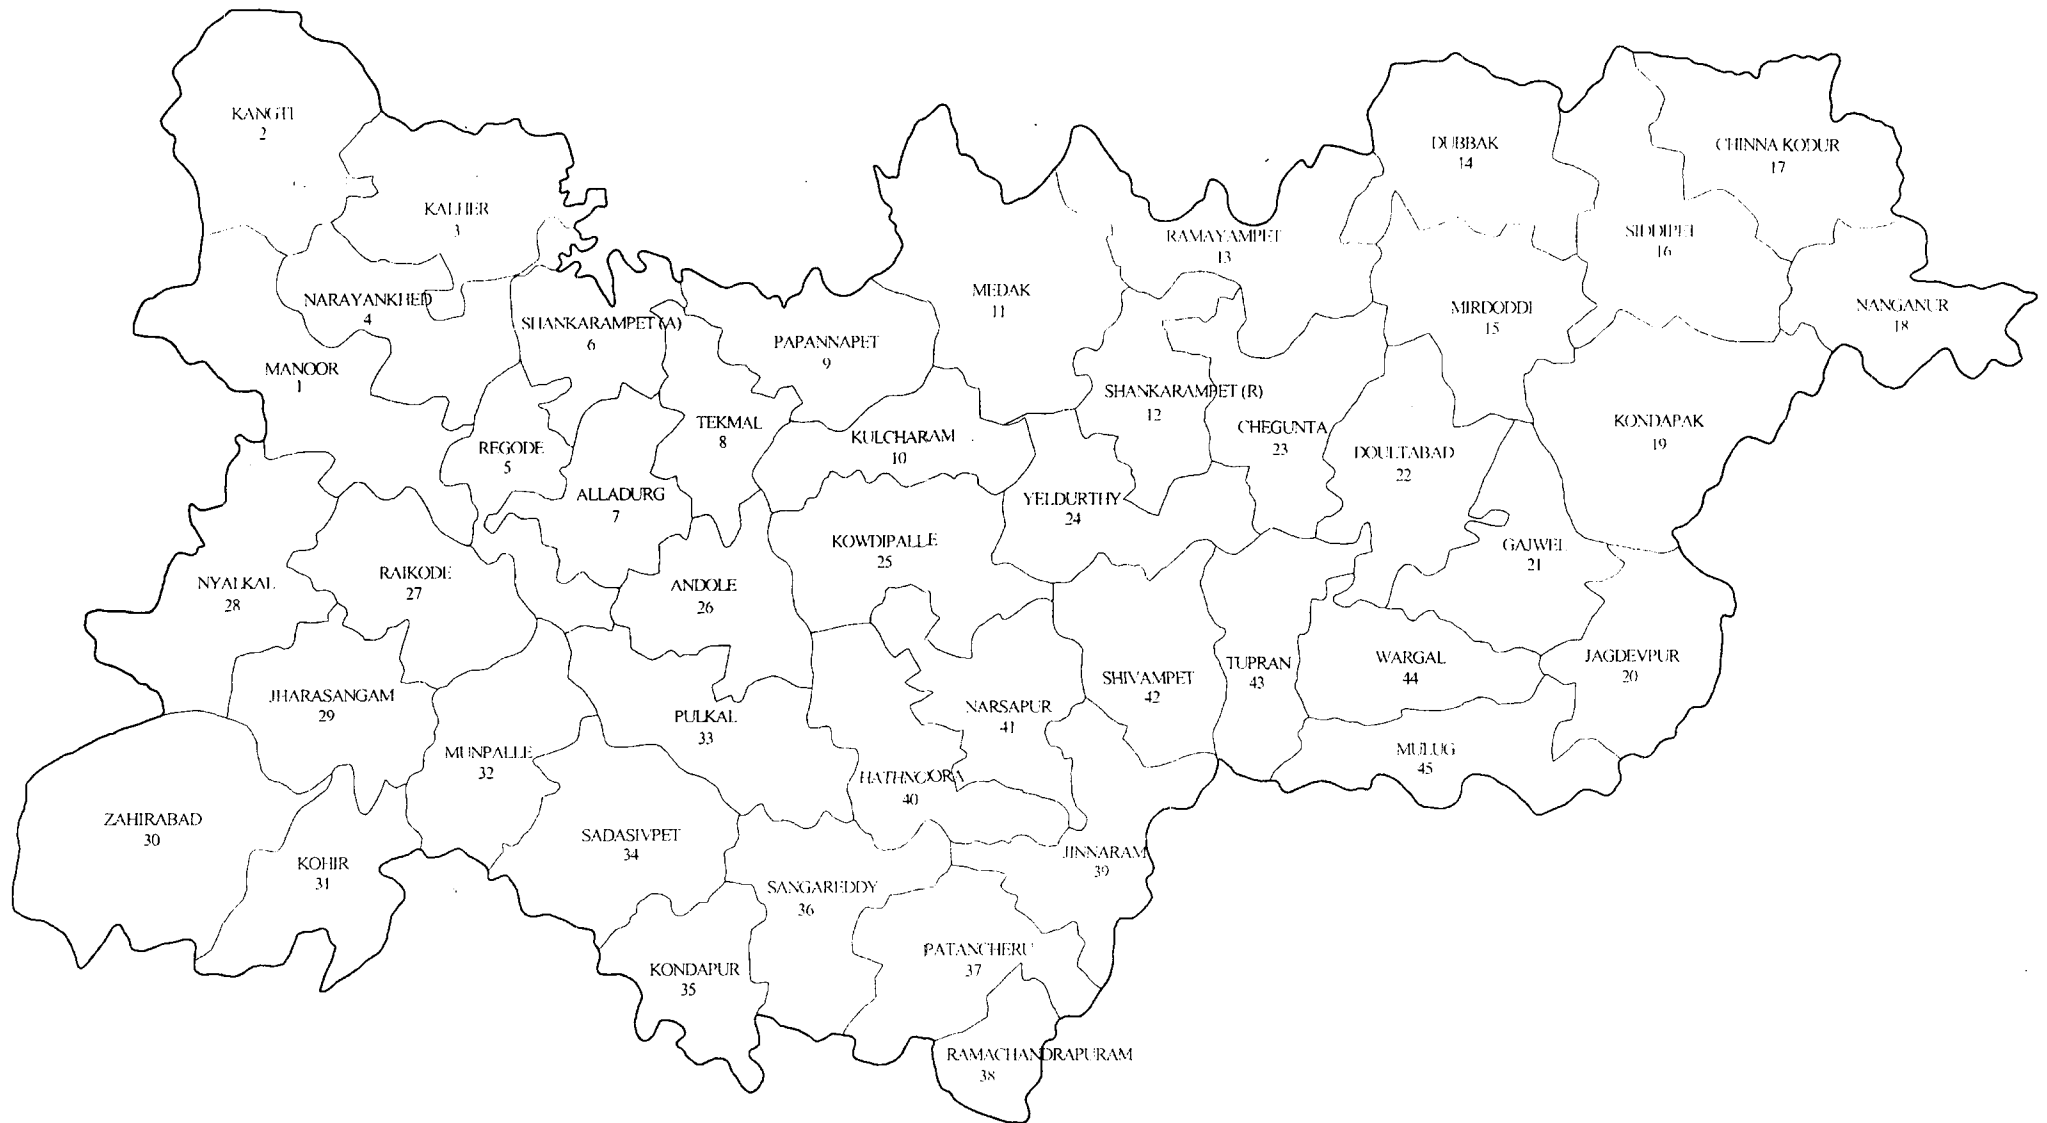 KANGTI
2
KALHER
3
NARAYANKHED
4
MANOOR
1
SHANKARAMPET (A)
6
REGODE
5
ALLADURG
7
TEKMAL
8
PAPANNAPET
9
KULCHARAM
10
MEDAK
11
SHANKARAMPET (R)
12
RAMAYAMPET
13
DUBBAK
14
MIRDODDI
15
SIDDIPET
16
CHINNA KODUR
17
NANGANUR
18
KONDAPAK
19
JAGDEVPUR
20
GAJWEL
21
DOULTABAD
22
CHEGUNTA
23
YELDURTHY
24
KOWDIPALLE
25
ANDOLE
26
RAIKODE
27
NYALKAL
28
JHARASANGAM
29
ZAHIRABAD
30
KOHIR
31
MUNPALLE
32
PULKAL
33
SADASIVPET
34
KONDAPUR
35
SANGAREDDY
36
PATANCHERU
37
RAMACHANDRAPURAM
38
JINNARAM
39
HATHNOORA
40
NARSAPUR
41
SHIVAMPET
42
TUPRAN
43
WARGAL
44
MULUG
45